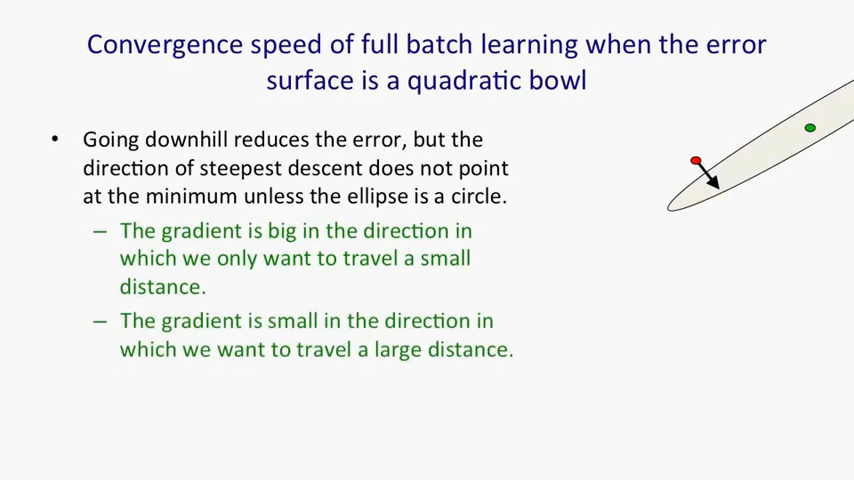 Convergence speed of full batch learning when the error
surface is a quadratic bowl
• Going downhill reduces the error, but the
direction of steepest descent does not point
at the minimum unless the ellipse is a circle.
– The gradient is big in the direction in
which we only want to travel a small
distance.
– The gradient is small in the direction in
which we want to travel a large distance.